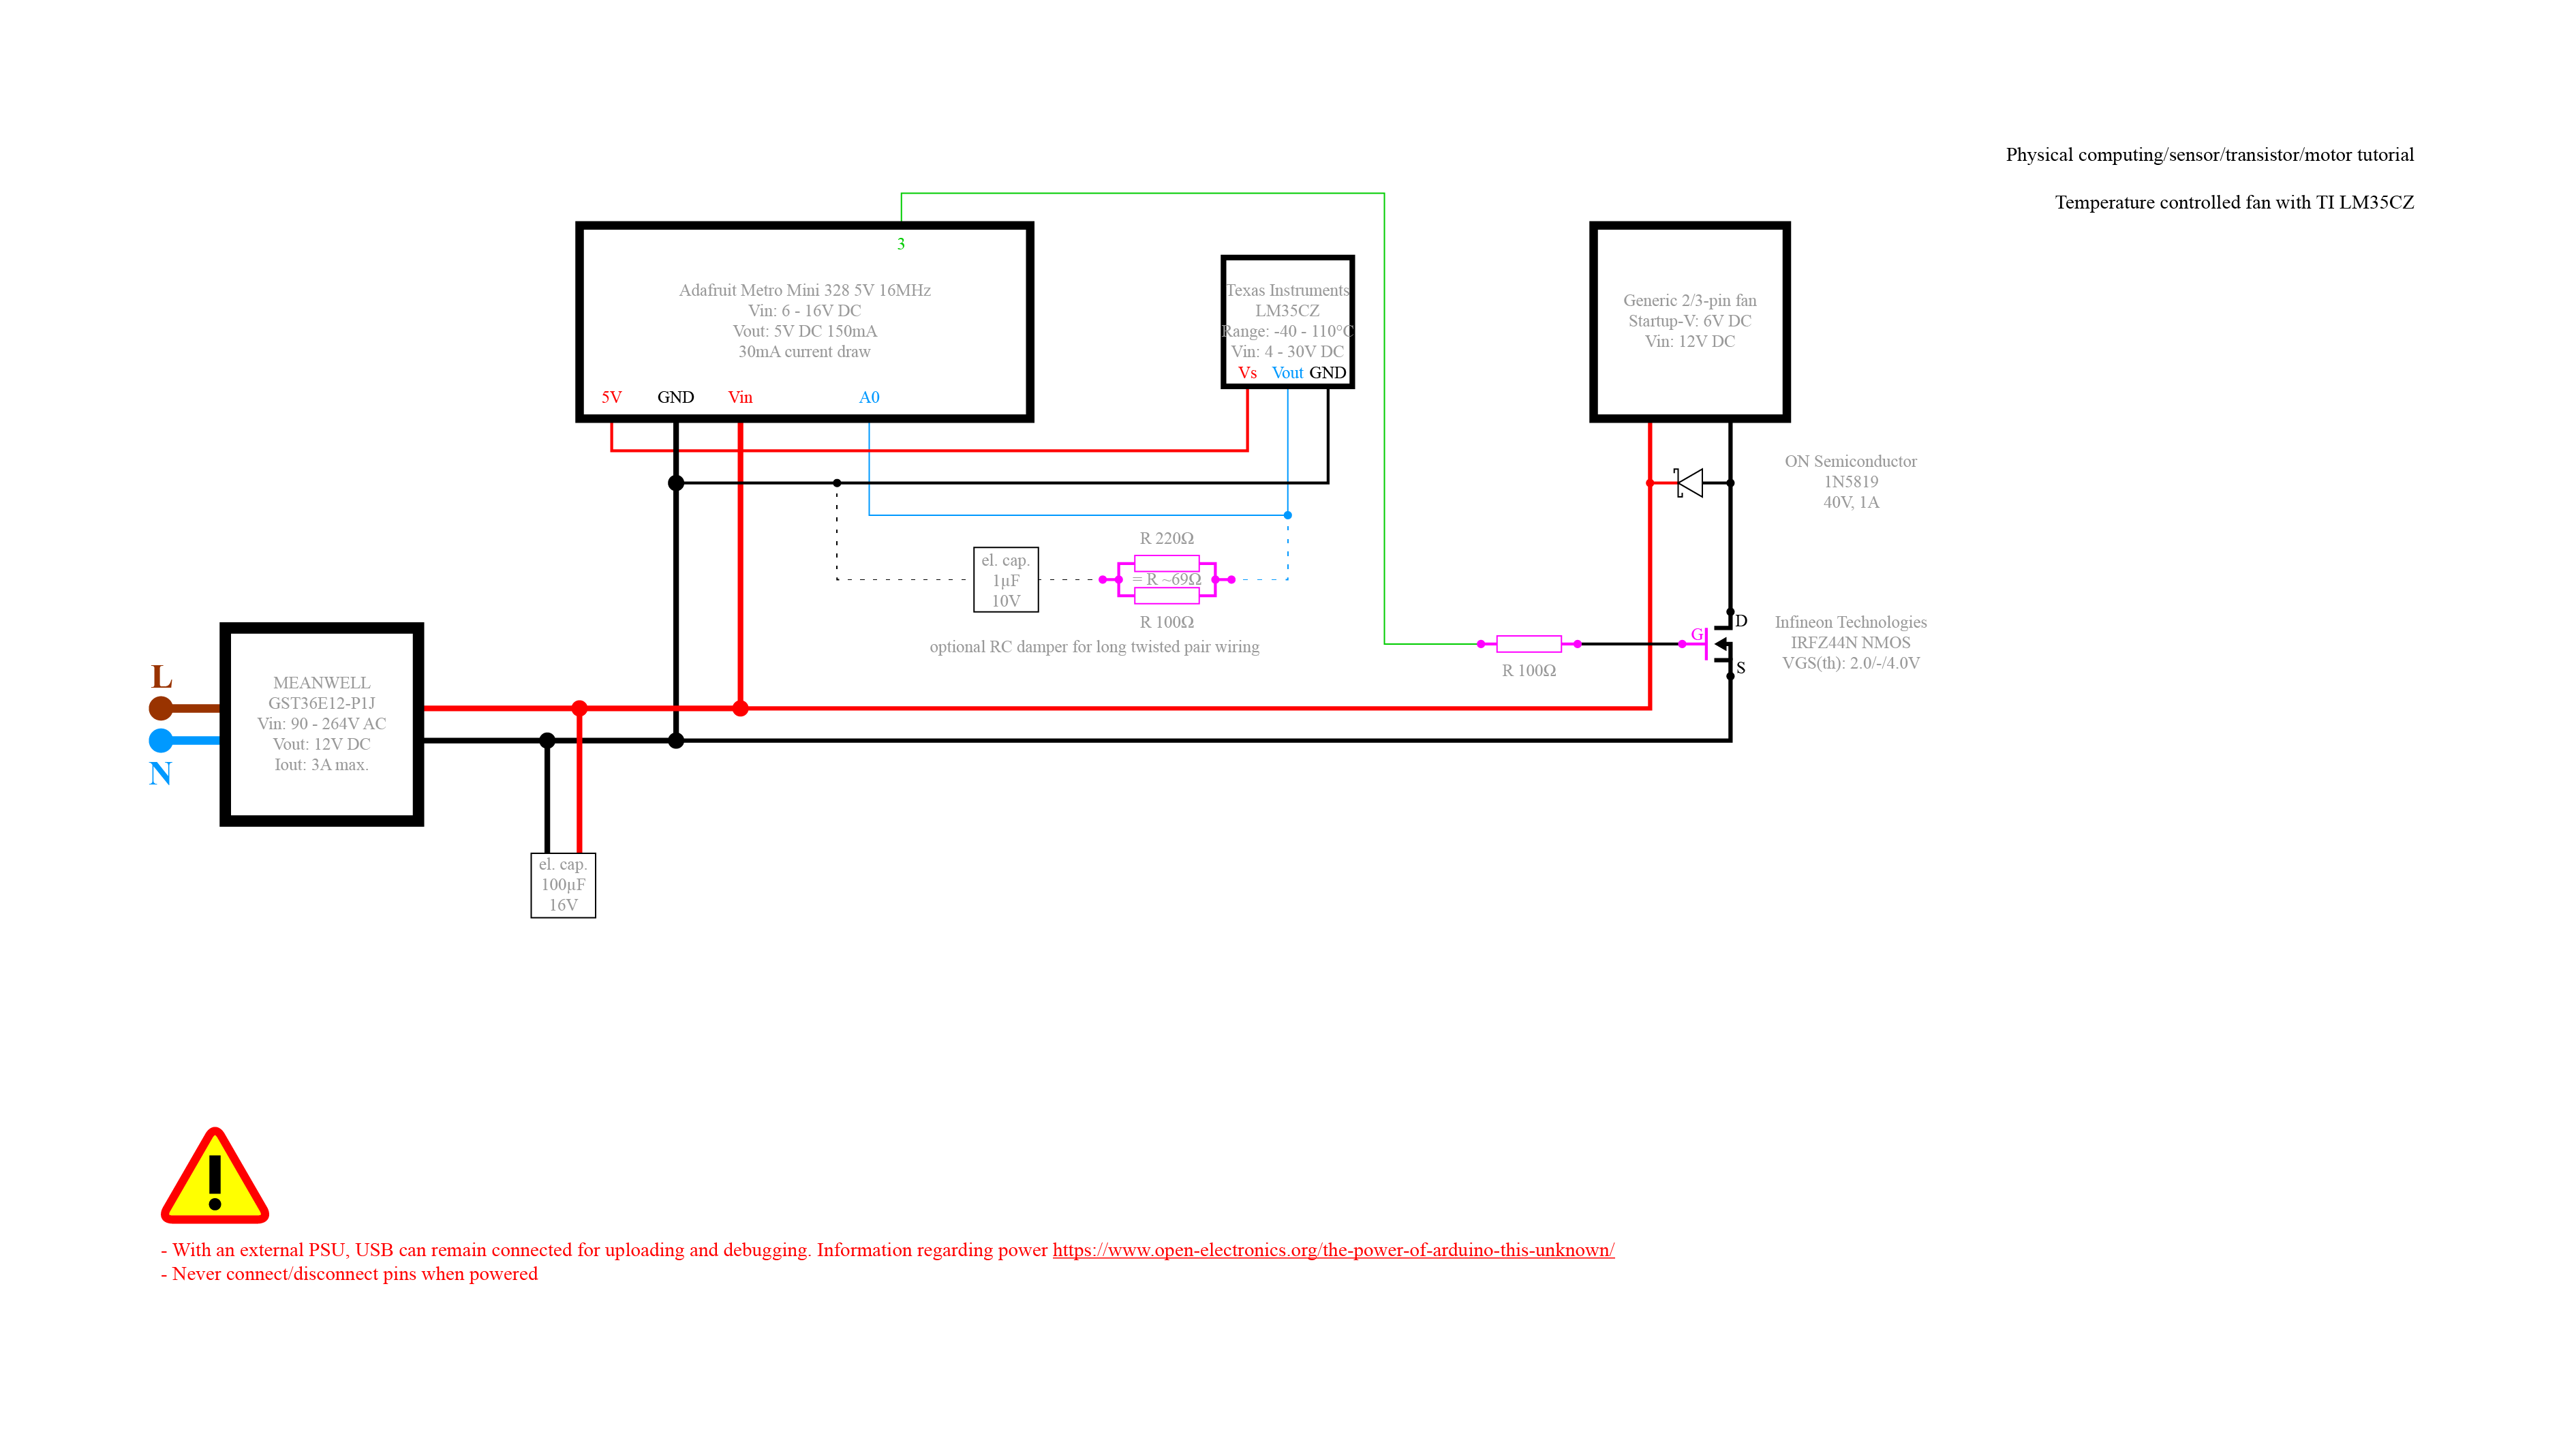 Physical computing/sensor/transistor/motor tutorial
Temperature controlled fan with TI LM35CZ
3
Adafruit Metro Mini 328 5V 16MHz
Vin: 6 - 16V DC
Vout: 5V DC 150mA
30mA current draw
5V GND Vin A0
Texas Instruments
LM35CZ
Range: -40 - 110°C
Vin: 4 - 30V DC
Vs Vout GND
Generic 2/3-pin fan
Startup-V: 6V DC
Vin: 12V DC
ON Semiconductor
1N5819
40V, 1A
R 220Ω
= R ~69Ω
R 100Ω
el. cap.
1µF
10V
optional RC damper for long twisted pair wiring
R 100Ω
G
D
S
Infineon Technologies
IRFZ44N NMOS
VGS(th): 2.0/-/4.0V
L
N
MEANWELL
GST36E12-P1J
Vin: 90 - 264V AC
Vout: 12V DC
Iout: 3A max.
el. cap.
100µF
16V
- With an external PSU, USB can remain connected for uploading and debugging. Information regarding power https://www.open-electronics.org/the-power-of-arduino-this-unknown/
- Never connect/disconnect pins when powered